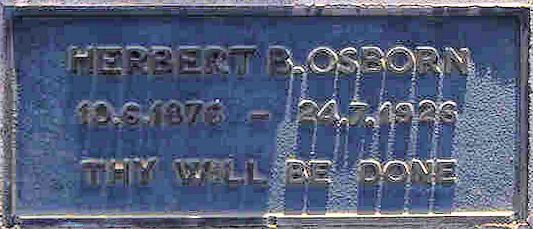 HERBERT B. OSBORN
10.6.1876 - 24.7.1926
THY WILL BE DONE